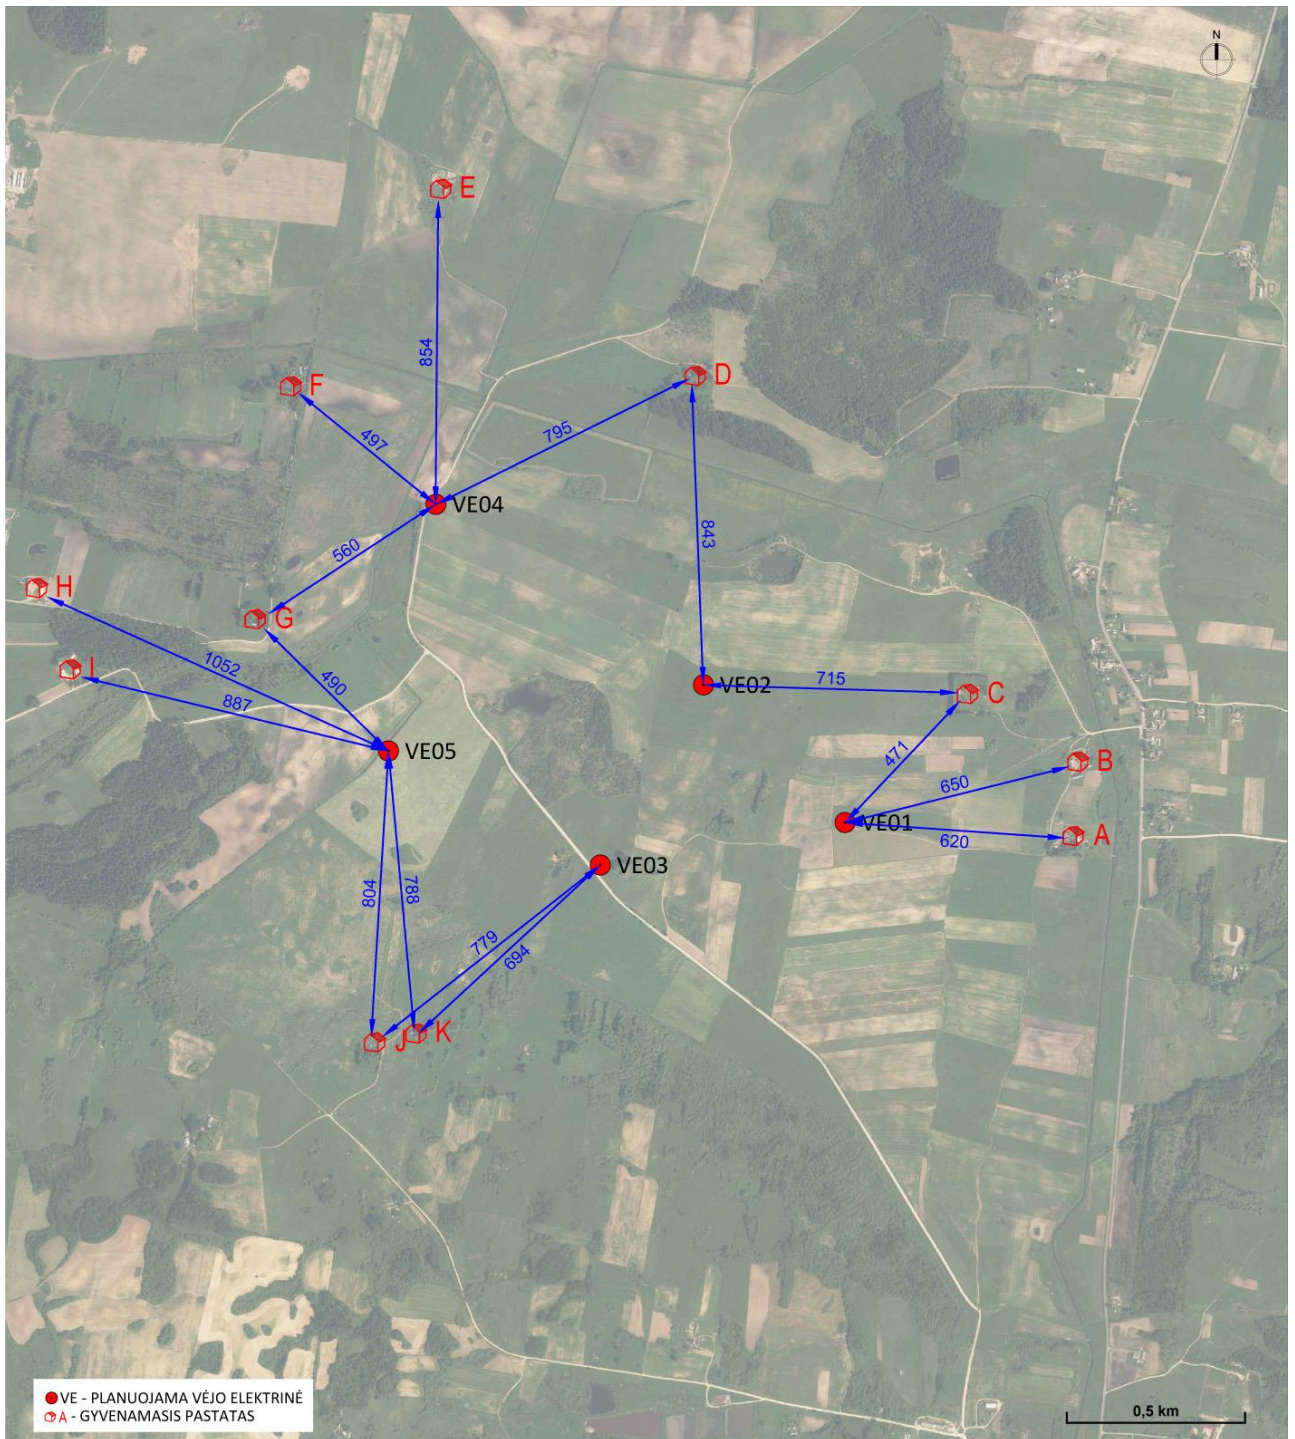 N
E
854
F
D
497
795
VE04
843
560
H
G
1052
490
I
887
VE02
715
C
VE05
471
B
650
VE01
A
620
VE03
804
788
779
694
J
K
VE - PLANUOJAMA VĖJO ELEKTRINĖ
A - GYVENAMASIS PASTATAS
0,5 km